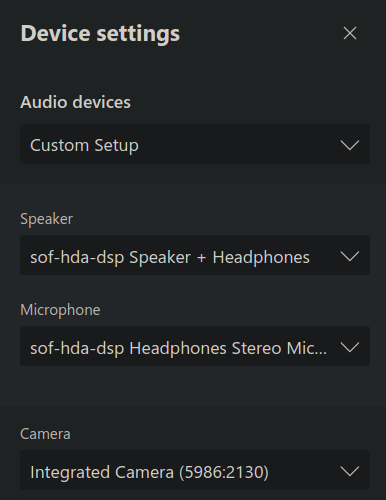 Device settings
Audio devices
Custom Setup
Speaker
sof-hda-dsp Speaker + Headphones
Microphone
sof-hda-dsp Headphones Stereo Mic...
Camera
Integrated Camera (5986:2130)